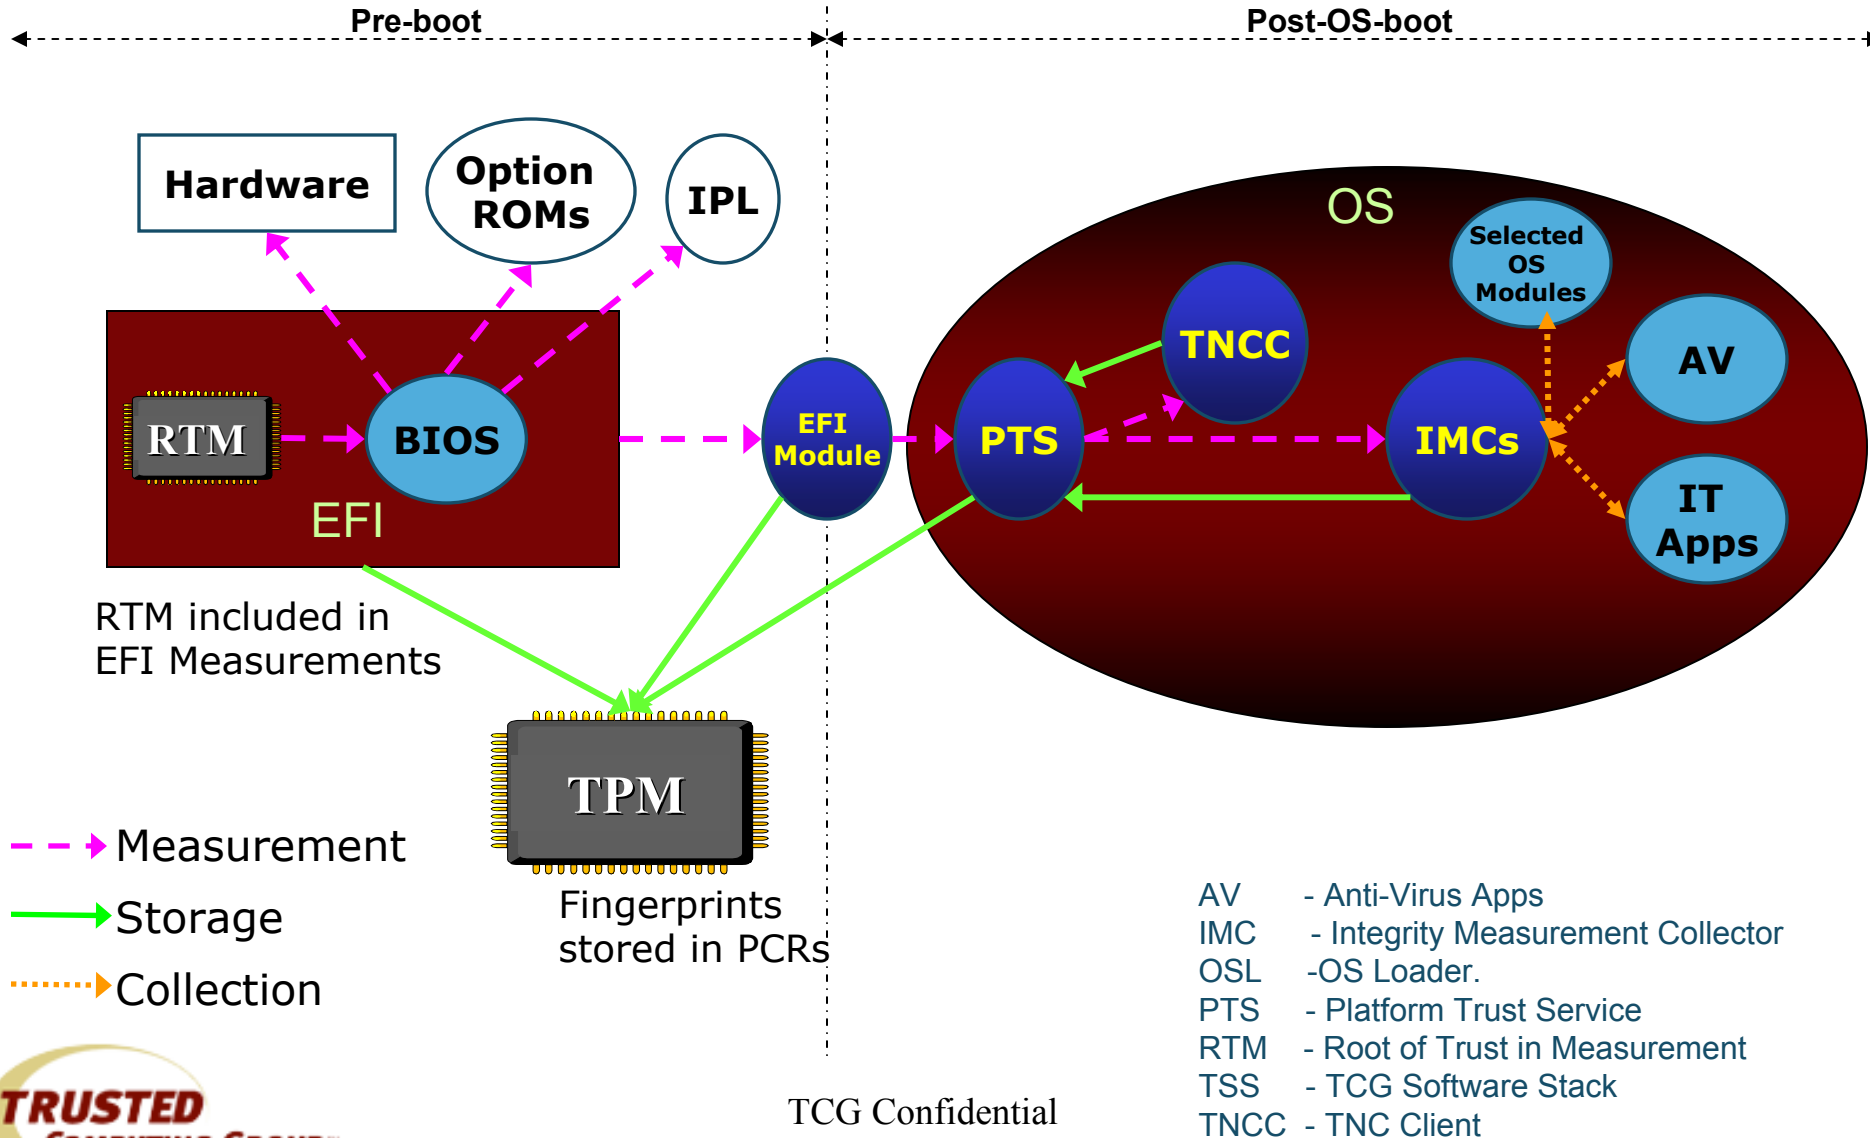 Pre-boot
Post-OS-boot
Hardware
Option
ROMs
IPL
OS
Selected
OS
Modules
TNCC
AV
RTM
BIOS
EFI
Module
PTS
IMCs
EFI
IT
Apps
RTM included in
EFI Measurements
TPM
Measurement
Storage
Collection
Fingerprints
stored in PCRs
AV - Anti-Virus Apps
IMC - Integrity Measurement Collector
OSL -OS Loader.
PTS - Platform Trust Service
RTM - Root of Trust in Measurement
TSS - TCG Software Stack
TNCC - TNC Client
TRUSTED
COMPUTING GROUP
TCG Confidential